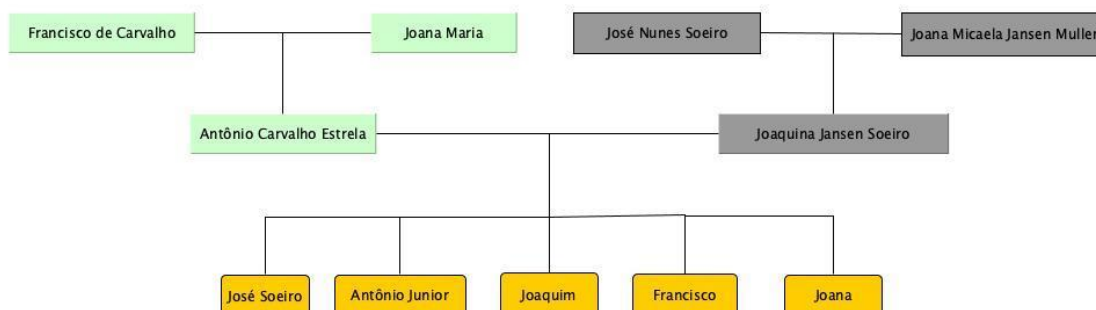 Francisco de Carvalho
Joana Maria
José Nunes Soeiro
Joana Micaela Jansen Muller
Antônio Carvalho Estrela
Joaquina Jansen Soeiro
José Soeiro
Antônio Junior
Joaquim
Francisco
Joana